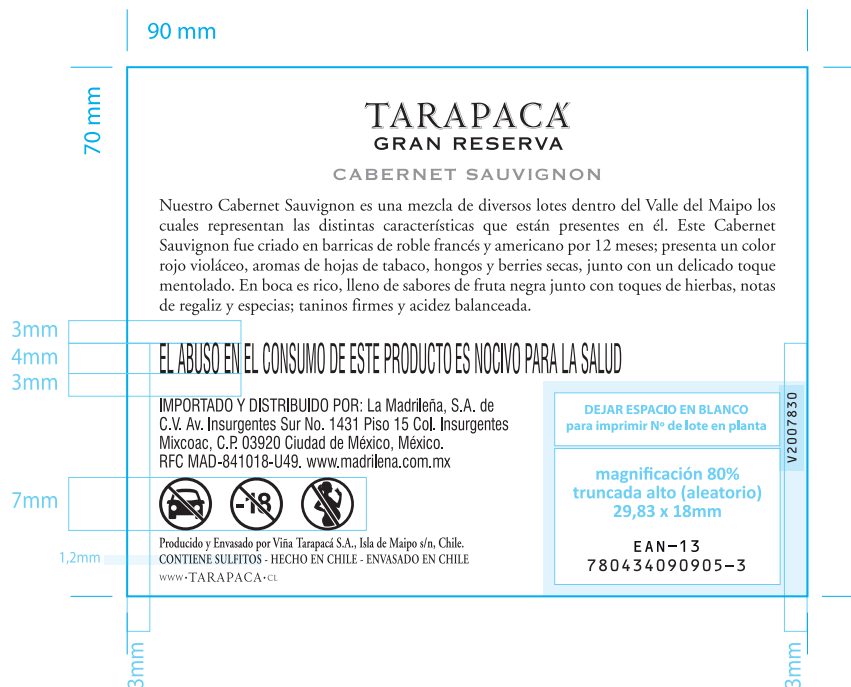 90 mm
70 mm
TARAPACÁ
GRAN RESERVA
CABERNET SAUVIGNON
Nuestro Cabernet Sauvignon es una mezcla de diversos lotes dentro del Valle del Maipo los
cuales representan las distintas características que están presentes en él. Este Cabernet
Sauvignon fue criado en barricas de roble francés y americano por 12 meses; presenta un color
rojo violáceo, aromas de hojas de tabaco, hongos y berries secas, junto con un delicado toque
mentolado. En boca es rico, lleno de sabores de fruta negra junto con toques de hierbas, notas
de regaliz y especias; taninos firmes y acidez balanceada.
3mm
4mm
3mm
EL ABUSO EN EL CONSUMO DE ESTE PRODUCTO ES NOCIVO PARA LA SALUD
IMPORTADO Y DISTRIBUIDO POR: La Madrileña, S.A. de
C.V. Av. Insurgentes Sur No. 1431 Piso 15 Col. Insurgentes
Mixcoac, C.P. 03920 Ciudad de México, México.
RFC MAD-841018-U49. www.madrilena.com.mx
7mm
-18
Producido y Envasado por Viña Tarapacá S.A., Isla de Maipo s/n, Chile.
1,2mm
CONTIENE SULFITOS - HECHO EN CHILE - ENVASADO EN CHILE
WWW•TARAPACA•CL
DEJAR ESPACIO EN BLANCO
para imprimir Nº de lote en planta
V2007830
magnificación 80%
truncada alto (aleatorio)
29,83 x 18mm
EAN-13
780434090905-3
3mm
3mm